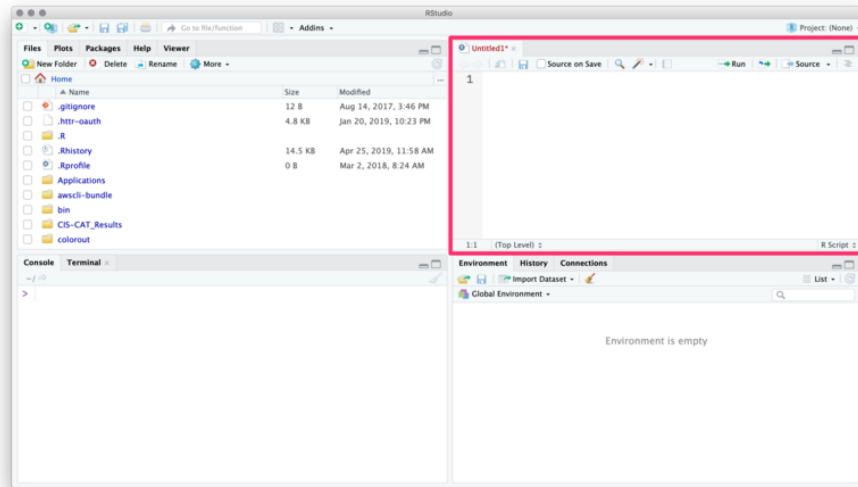 RStudio
Go to file/function Addins Project: (None)
Files Plots Packages Help Viewer
New Folder Delete Rename More
Home ...
Name Size Modified
.gitignore 12 B Aug 14, 2017, 3:46 PM
.httr-oauth 4.8 KB Jan 20, 2019, 10:23 PM
.R
.Rhistory 14.5 KB Apr 25, 2019, 11:58 AM
.Rprofile 0 B Mar 2, 2018, 8:24 AM
Applications
awscli-bundle
bin
CIS-CAT_Results
colorout
Untitled1*
Source on Save Run Source
1
1:1 (Top Level) R Script
Console Terminal
~/
>
Environment History Connections
Import Dataset List
Global Environment
Environment is empty